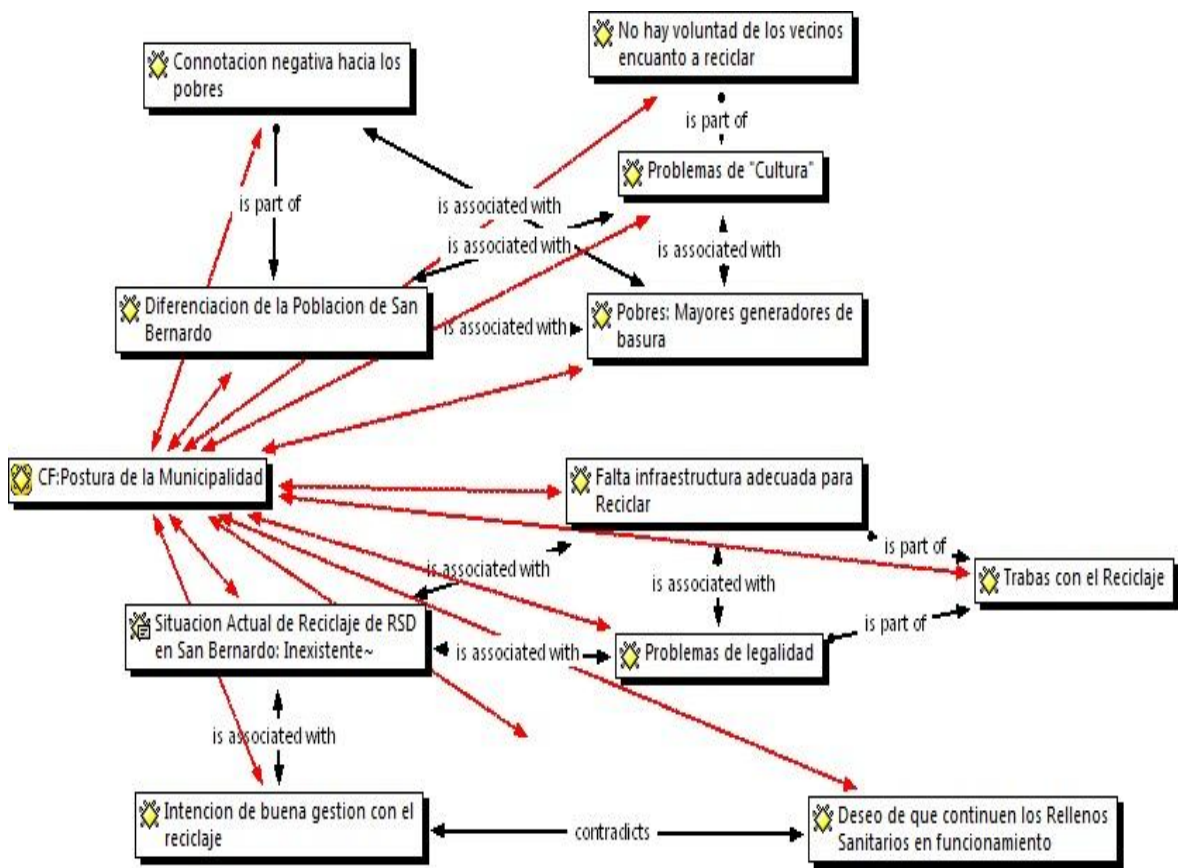 No hay voluntad de los vecinos
encuanto a reciclar
Connotacion negativa hacia los
pobres
is part of
Problemas de "Cultura"
is part of
is associated with
is associated with
is associated with
Diferenciacion de la Poblacion de San
Bernardo
is associated with
Pobres: Mayores generadores de
basura
CF:Postura de la Municipalidad
Falta infraestructura adecuada para
Reciclar
is part of
is associated with
is associated with
Trabas con el Reciclaje
Situacion Actual de Reciclaje de RSD
en San Bernardo: Inexistente~
is part of
is associated with
Problemas de legalidad
is associated with
Intencion de buena gestion con el
reciclaje
contradicts
Deseo de que continuen los Rellenos
Sanitarios en funcionamiento